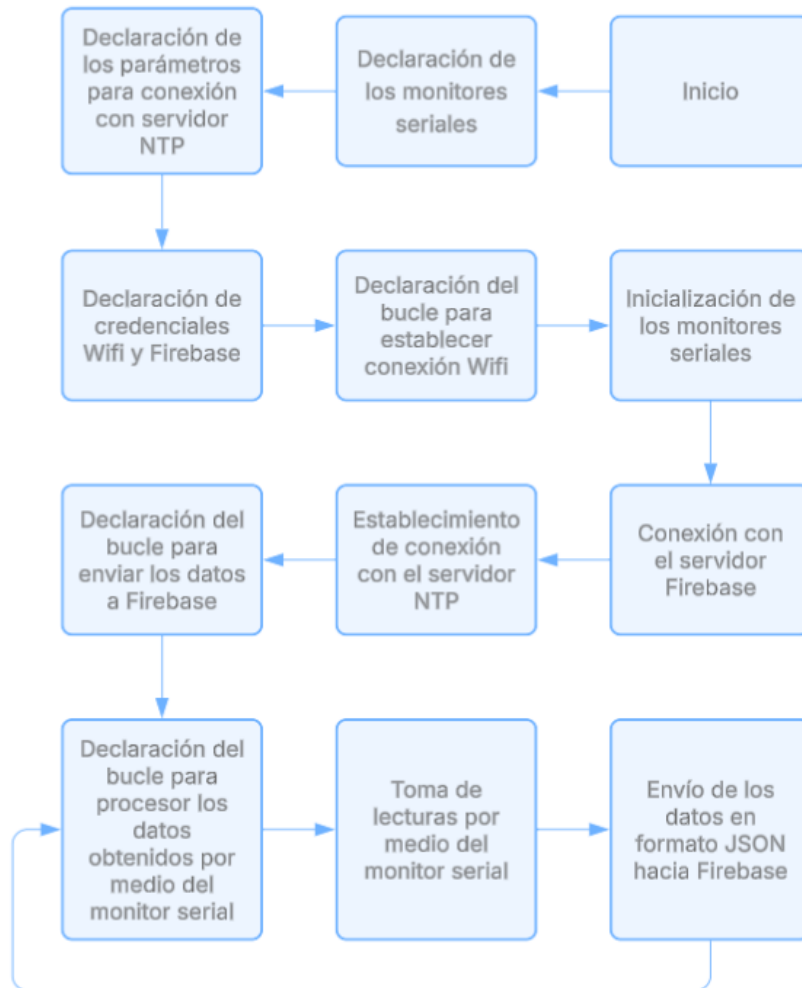 Inicio
Declaración de
los monitores
seriales
Declaración de
los parámetros
para conexión
con servidor
NTP
Declaración de
credenciales
Wifi y Firebase
Declaración del
bucle para
establecer
conexión Wifi
Inicialización de
los monitores
seriales
Conexión con
el servidor
Firebase
Establecimiento
de conexión
con el servidor
NTP
Declaración del
bucle para
enviar los datos
a Firebase
Declaración del
bucle para
procesor los
datos
obtenidos por
medio del
monitor serial
Toma de
lecturas por
medio del
monitor serial
Envío de los
datos en
formato JSON
hacia Firebase